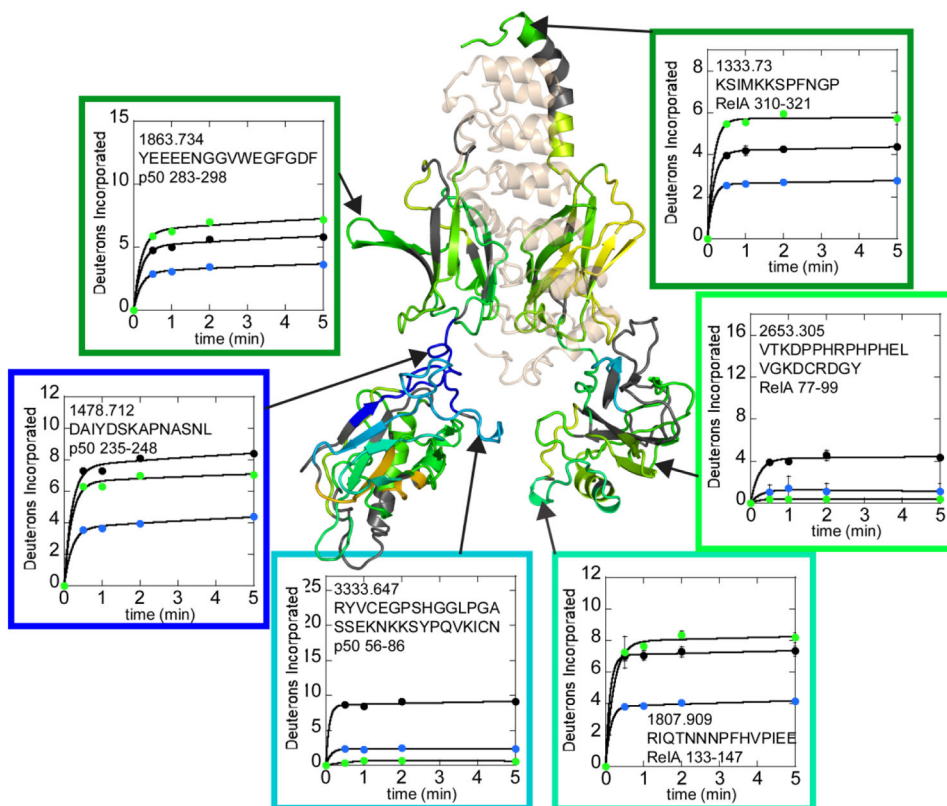 1333.73
KSIMKKSPFNGP
RelA 310-321
Deuterons Incorporated
8
6
4
2
0
0 1 2 3 4 5
time (min)
1863.734
YEEEENGGVWEGFGDF
p50 283-298
Deuterons Incorporated
15
10
5
0
0 1 2 3 4 5
time (min)
2653.305
VTKDPPHRPHPHEL
VGKDCRDGY
RelA 77-99
Deuterons Incorporated
16
12
8
4
0
0 1 2 3 4 5
time (min)
1478.712
DAIYDSKAPNASNL
p50 235-248
Deuterons Incorporated
12
10
8
6
4
2
0
0 1 2 3 4 5
time (min)
3333.647
RYVCEGPSHGGLPGA
SSEKNKKSYPQVKICN
p50 56-86
Deuterons Incorporated
25
20
15
10
5
0
0 1 2 3 4 5
time (min)
1807.909
RIQTNNNPFHVPIEE
RelA 133-147
Deuterons Incorporated
12
10
8
6
4
2
0
0 1 2 3 4 5
time (min)